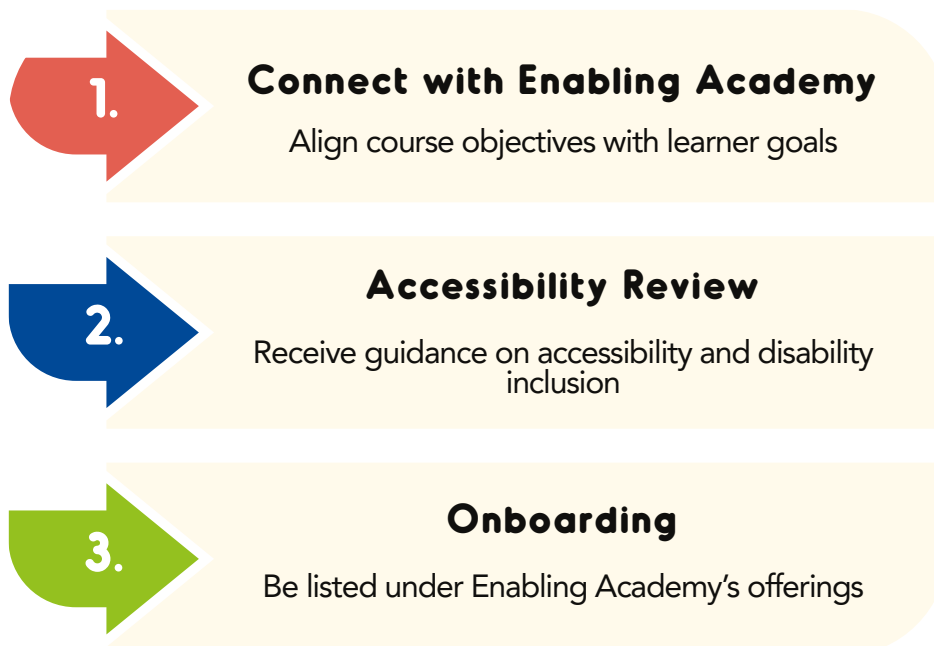 1.
Connect with Enabling Academy
Align course objectives with learner goals
2.
Accessibility Review
Receive guidance on accessibility and disability
inclusion
3.
Onboarding
Be listed under Enabling Academy’s offerings